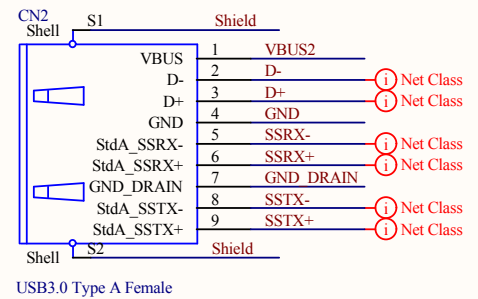 CN2
Shell S1 Shield
VBUS 1 VBUS2
D- 2 D- i Net Class
D+ 3 D+ i Net Class
GND 4 GND
StdA_SSRX- 5 SSRX- i Net Class
StdA_SSRX+ 6 SSRX+ i Net Class
GND_DRAIN 7 GND_DRAIN
StdA_SSTX- 8 SSTX- i Net Class
StdA_SSTX+ 9 SSTX+ i Net Class
Shell S2 Shield
USB3.0 Type A Female